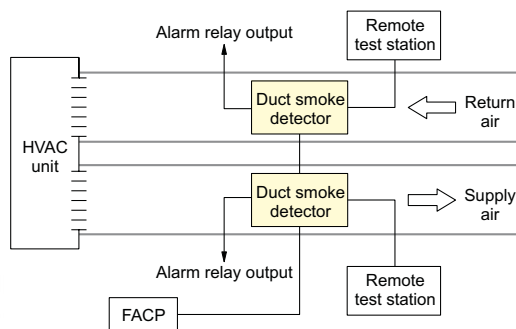 Alarm relay output
Remote
test station
Duct smoke
detector
Return
air
HVAC
unit
Duct smoke
detector
Supply
air
Alarm relay output
Remote
test station
FACP